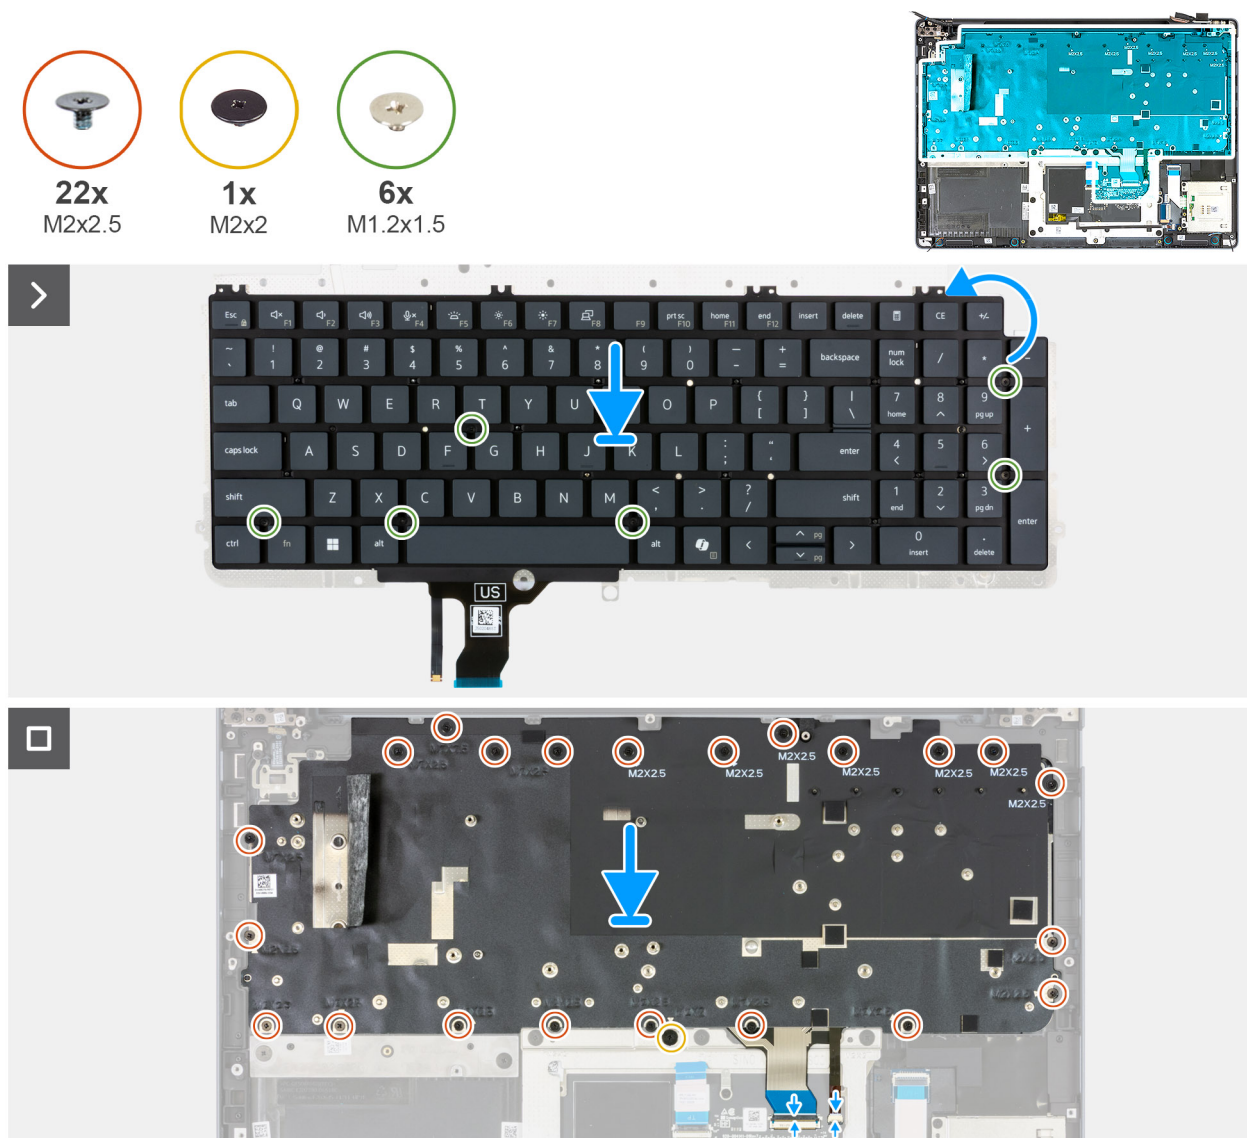 22x
M2x2.5
1x
M2x2
6x
M1.2x1.5
Esc F1 F2 F3 F4 F5 F6 F7 F8 F9 prt sc F10 home F11 end F12 insert delete CE +/-
~ ` ! 1 @ 2 # 3 $ 4 % 5 ^ 6 & 7 * 8 ( 9 ) 0 — - + = backspace num lock / * -
tab Q W E R T Y U O P { [ } ] | \ 7 home 8 9 pg up +
caps lock A S D F G H J K L : ; “ ‘ enter 4 5 6
shift Z X C V B N M < , > . ? / shift 1 end 2 3 pg dn enter
ctrl fn alt alt < pg pg > 0 insert . delete
US
M2X2.5
M2X2.5
M2X2.5
M2X2.5
M2X2.5
M2X2.5
M2X2.5